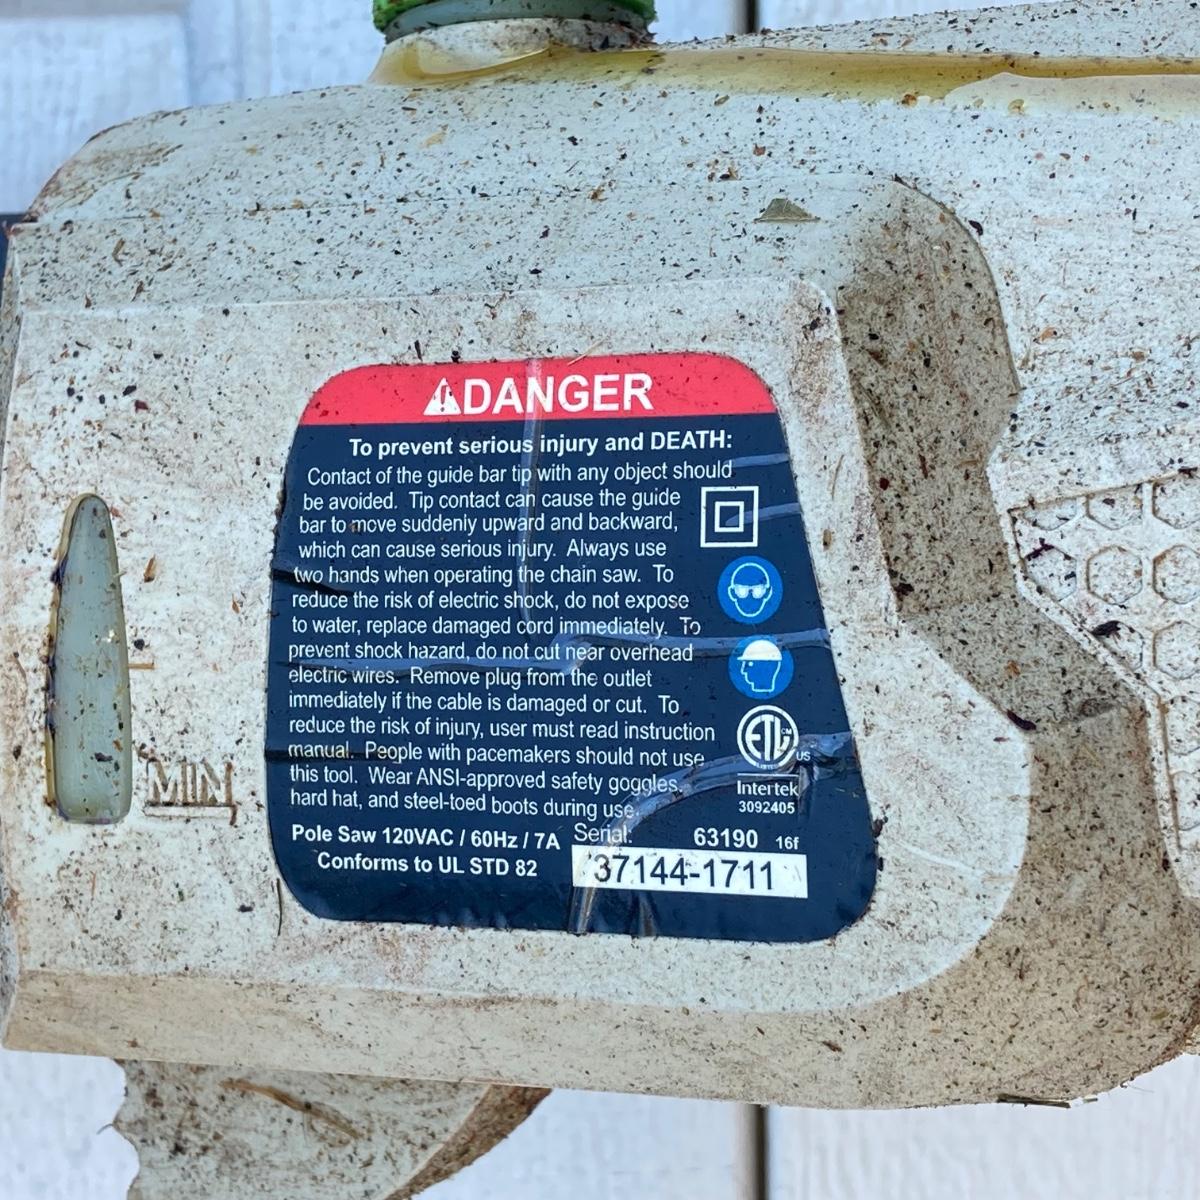 DANGER
To prevent serious injury and DEATH:
Contact of the guide bar tip with any object should
be avoided. Tip contact can cause the guide
bar to move suddenly upward and backward,
which can cause serious injury. Always use
two hands when operating the chain saw. To
reduce the risk of electric shock, do not expose
to water, replace damaged cord immediately. To
prevent shock hazard, do not cut near overhead
electric wires. Remove plug from the outlet
immediately if the cable is damaged or cut. To
reduce the risk of injury, user must read instruction
manual. People with pacemakers should not use
this tool. Wear ANSI-approved safety goggles,
hard hat, and steel-toed boots during use.
Pole Saw 120VAC / 60Hz / 7A
Conforms to UL STD 82
Serial:
63190 16f
37144-1711
ETL CM
US
LISTED
Intertek
3092405
MIN